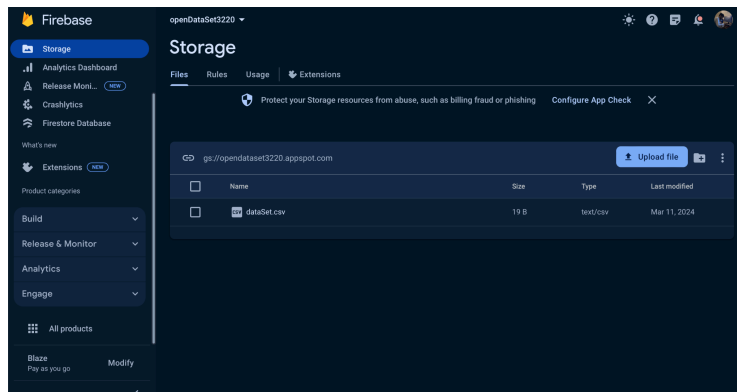 Firebase
openDataSet3220
Storage
Storage
Analytics Dashboard
Release Moni... NEW
Crashlytics
Firestore Database
What's new
Extensions NEW
Product categories
Build
Release & Monitor
Analytics
Engage
All products
Blaze
Pay as you go
Modify
Files Rules Usage Extensions
Protect your Storage resources from abuse, such as billing fraud or phishing Configure App Check
gs://opendataset3220.appspot.com
Upload file
Name Size Type Last modified
CSV dataSet.csv 19 B text/csv Mar 11, 2024